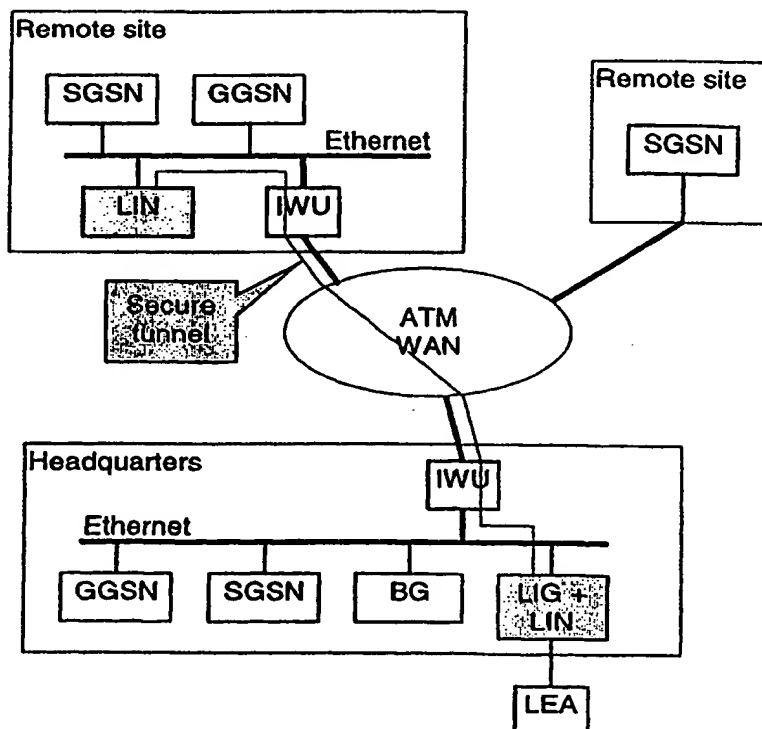 Remote site
SGSN
GGSN
Ethernet
LIN
IWU
Remote site
SGSN
Secure
tunnel
ATM
WAN
Headquarters
IWU
Ethernet
GGSN
SGSN
BG
LIG +
LIN
LEA